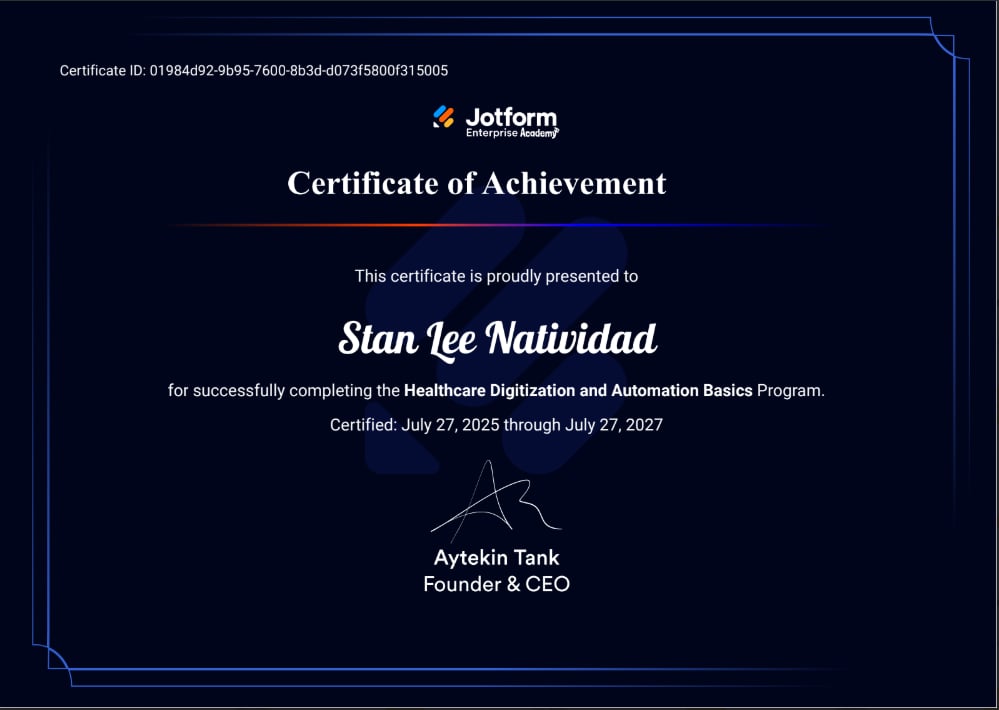 Certificate ID: 01984d92-9b95-7600-8b3d-d073f5800f315005
Jotform
Enterprise Academy
Certificate of Achievement
This certificate is proudly presented to
Stan Lee Natividad
for successfully completing the Healthcare Digitization and Automation Basics Program.
Certified: July 27, 2025 through July 27, 2027
Aytekin Tank
Founder & CEO